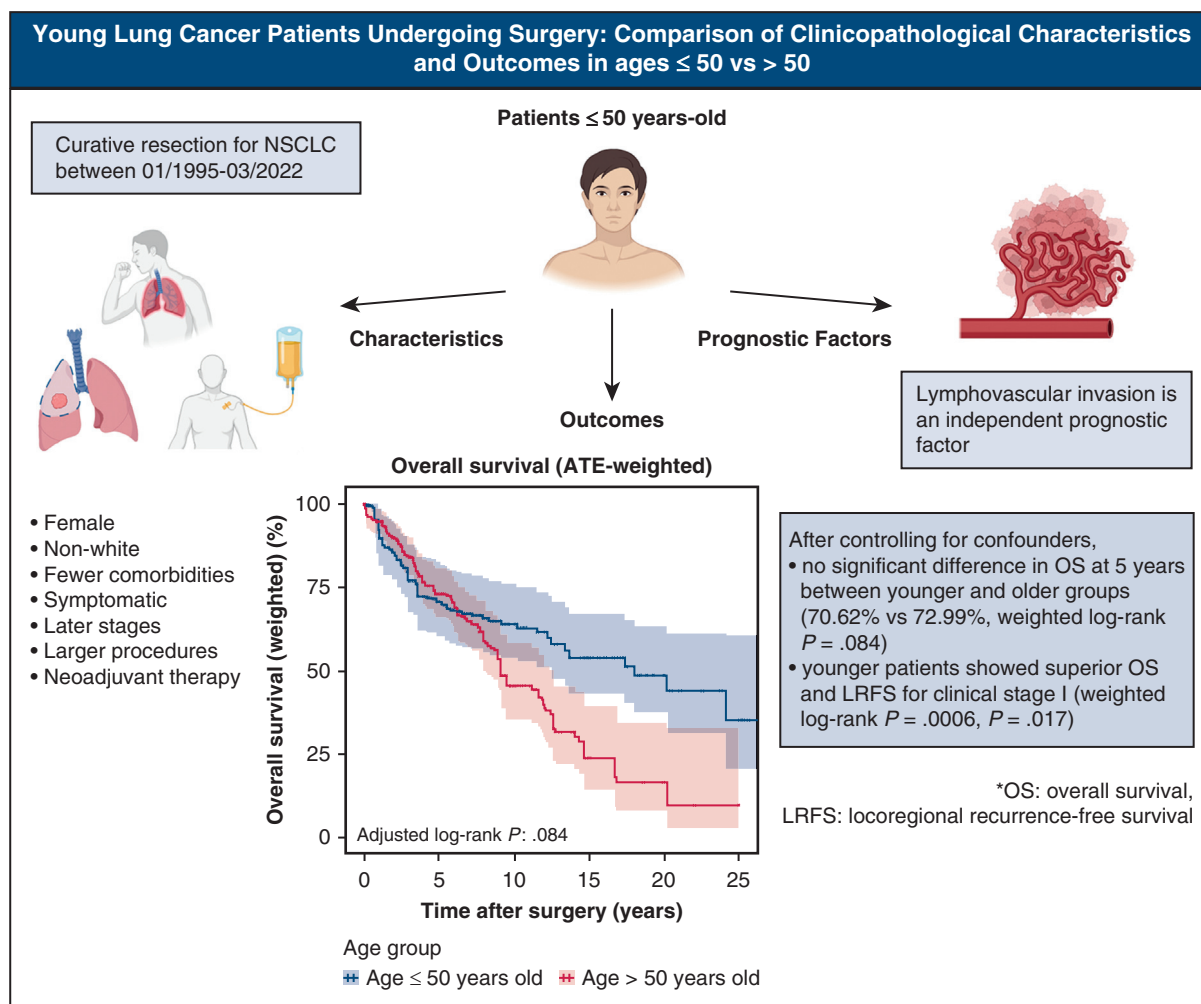 Young Lung Cancer Patients Undergoing Surgery: Comparison of Clinicopathological Characteristics
and Outcomes in ages ≤ 50 vs > 50
Patients ≤ 50 years-old
Curative resection for NSCLC
between 01/1995-03/2022
Characteristics
Prognostic Factors
Outcomes
Lymphovascular invasion is
an independent prognostic
factor
• Female
• Non-white
• Fewer comorbidities
• Symptomatic
• Later stages
• Larger procedures
• Neoadjuvant therapy
Overall survival (ATE-weighted)
Overall survival (weighted) (%)
100
75
50
25
0
Adjusted log-rank P: .084
0 5 10 15 20 25
Time after surgery (years)
Age group
Age ≤ 50 years old Age > 50 years old
After controlling for confounders,
• no significant difference in OS at 5 years
between younger and older groups
(70.62% vs 72.99%, weighted log-rank
P = .084)
• younger patients showed superior OS
and LRFS for clinical stage I (weighted
log-rank P = .0006, P = .017)
*OS: overall survival,
LRFS: locoregional recurrence-free survival